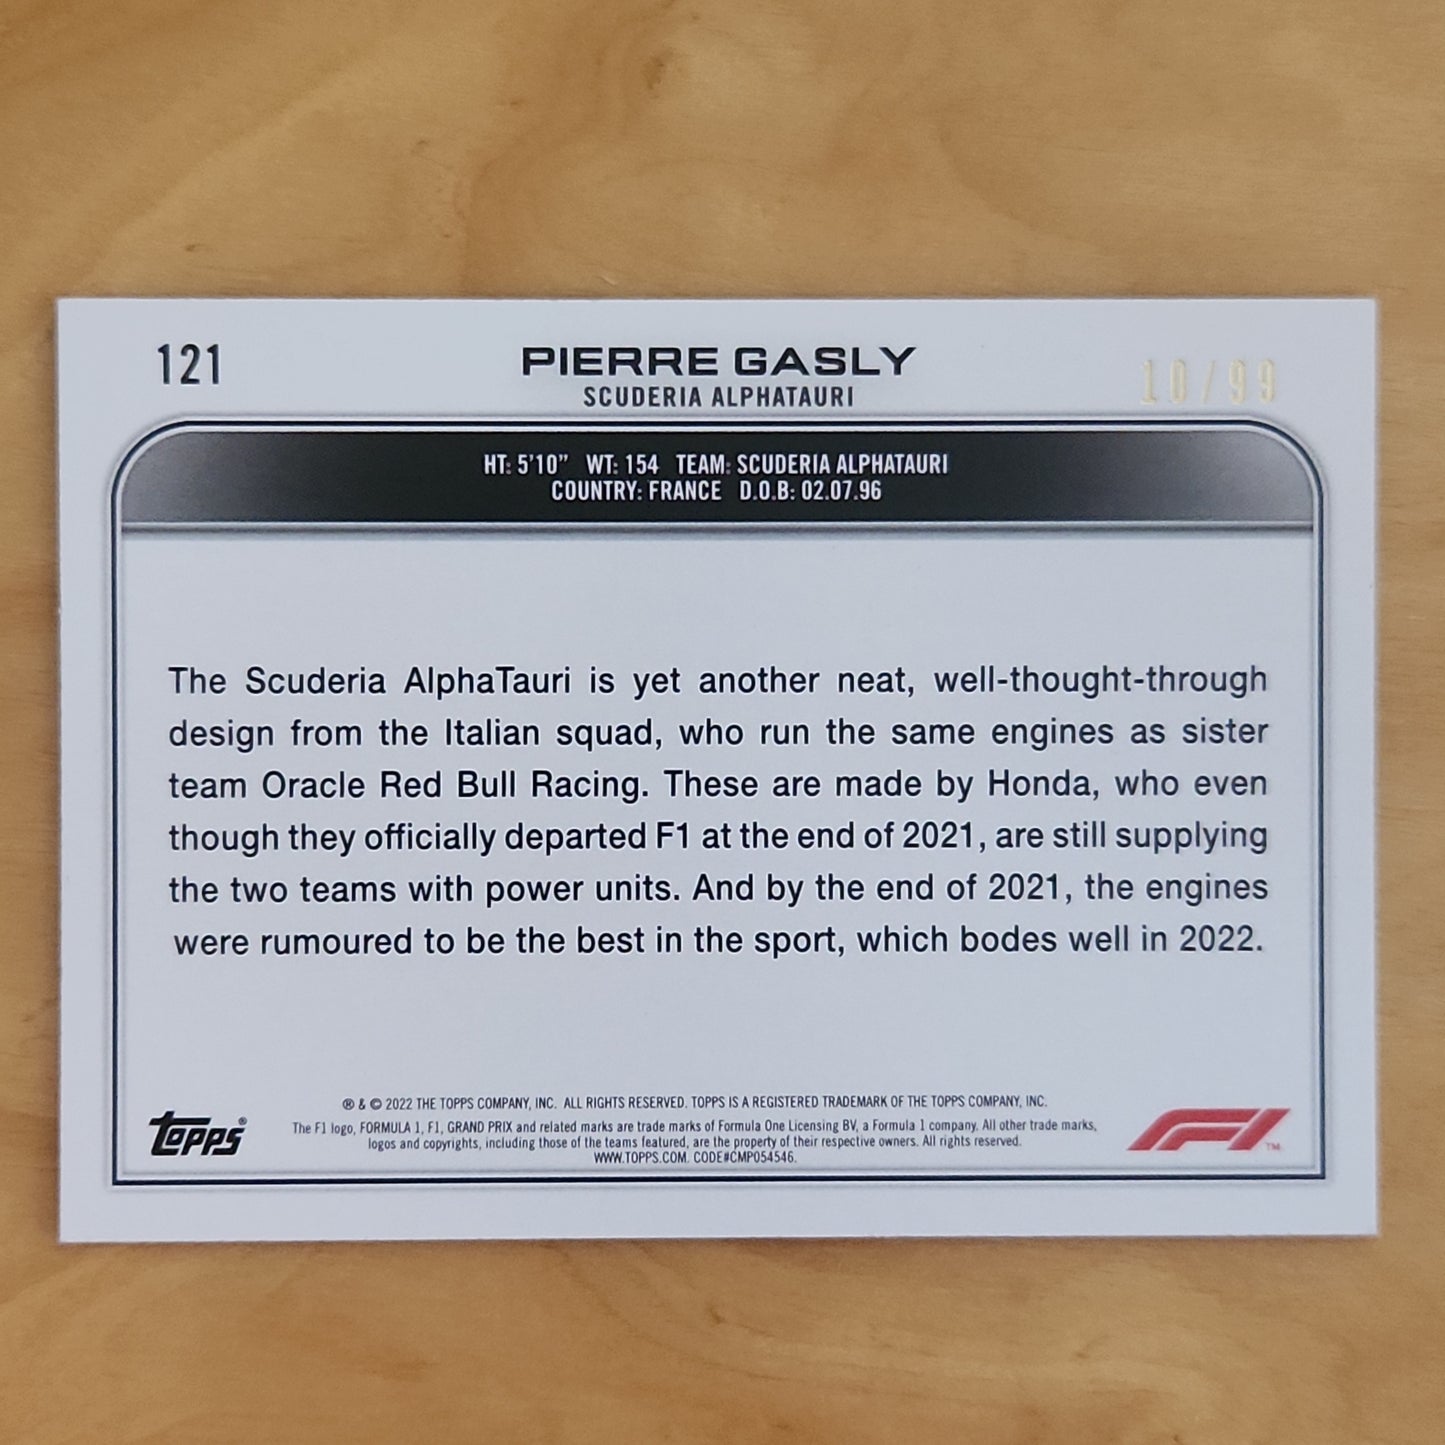 121
PIERRE GASLY
SCUDERIA ALPHATAURI
10/99
HT: 5'10" WT: 154 TEAM: SCUDERIA ALPHATAURI
COUNTRY: FRANCE D.O.B: 02.07.96
The Scuderia AlphaTauri is yet another neat, well-thought-through
design from the Italian squad, who run the same engines as sister
team Oracle Red Bull Racing. These are made by Honda, who even
though they officially departed F1 at the end of 2021, are still supplying
the two teams with power units. And by the end of 2021, the engines
were rumoured to be the best in the sport, which bodes well in 2022.
® & © 2022 THE TOPPS COMPANY, INC. ALL RIGHTS RESERVED. TOPPS IS A REGISTERED TRADEMARK OF THE TOPPS COMPANY, INC.
The F1 logo, FORMULA 1, F1, GRAND PRIX and related marks are trade marks of Formula One Licensing BV, a Formula 1 company. All other trade marks,
logos and copyrights, including those of the teams featured, are the property of their respective owners. All rights reserved.
WWW.TOPPS.COM. CODE#CMP054546.
Topps®
F1™